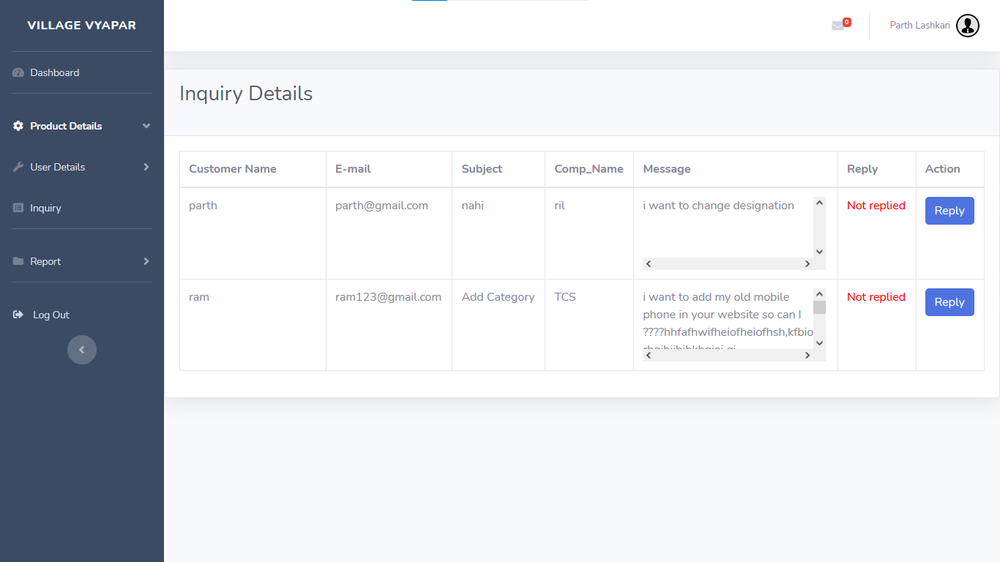 VILLAGE VYAPAR
0
Parth Lashkari
Dashboard
Product Details
User Details
Inquiry
Report
Log Out
Inquiry Details
Customer Name E-mail Subject Comp_Name Message Reply Action
parth parth@gmail.com nahi ril i want to change designation Not replied Reply
ram ram123@gmail.com Add Category TCS i want to add my old mobile Not replied Reply
phone in your website so can I
????hhfafhwifheiofheiofhsh,kfbio